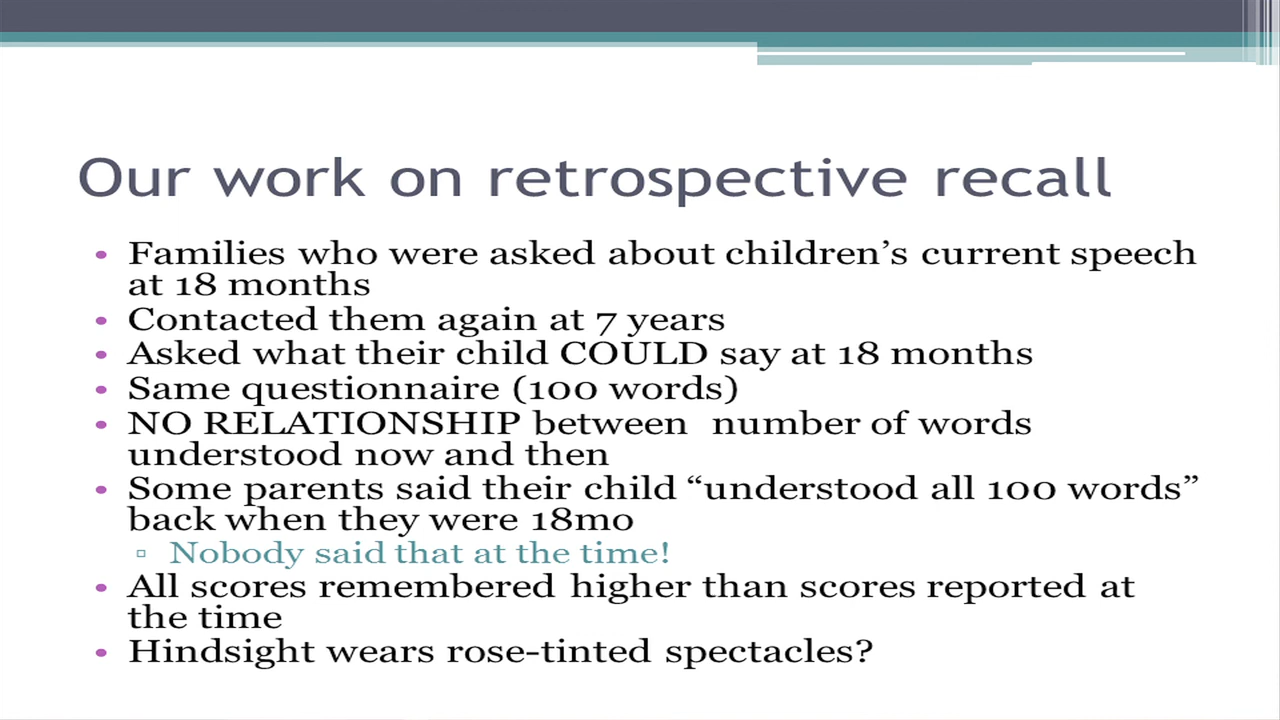 Our work on retrospective recall
• Families who were asked about children’s current speech
at 18 months
• Contacted them again at 7 years
• Asked what their child COULD say at 18 months
• Same questionnaire (100 words)
• NO RELATIONSHIP between  number of words
understood now and then
• Some parents said their child “understood all 100 words”
back when they were 18mo
▫ Nobody said that at the time!
• All scores remembered higher than scores reported at
the time
• Hindsight wears rose-tinted spectacles?